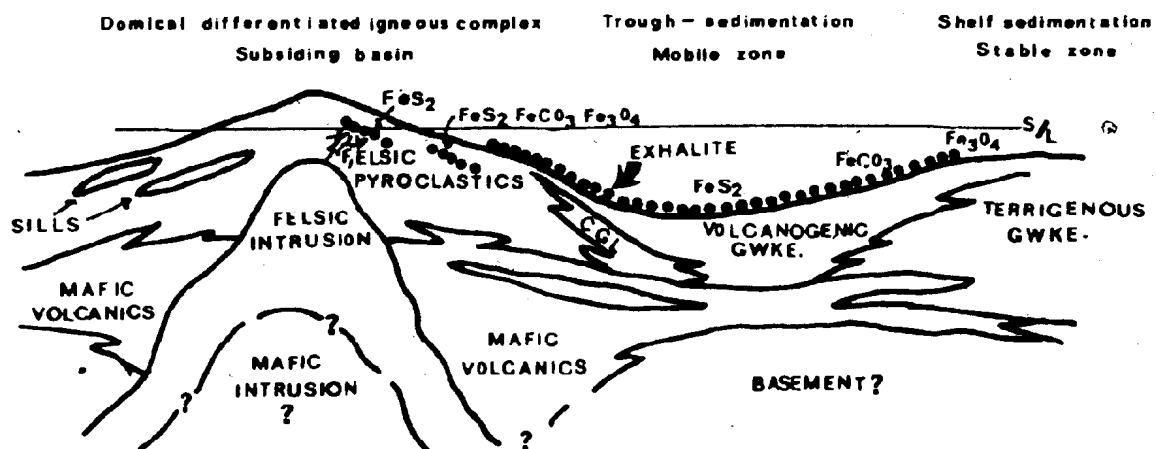 Domical differentiated igneous complex
Subsiding basin
Trough - sedimentation
Mobile zone
Shelf sedimentation
Stable zone
FeS2
FeS2 FeCO3 Fe3O4
S/L
FELSIC
PYROCLASTICS
EXHALITE
FeS2
FeCO3
Fe3O4
SILLS
FELSIC
INTRUSION
CGL
VOLCANOGENIC
GWKE.
TERRIGENOUS
GWKE.
MAFIC
VOLCANICS
?
MAFIC
INTRUSION
?
?
MAFIC
VOLCANICS
?
BASEMENT?